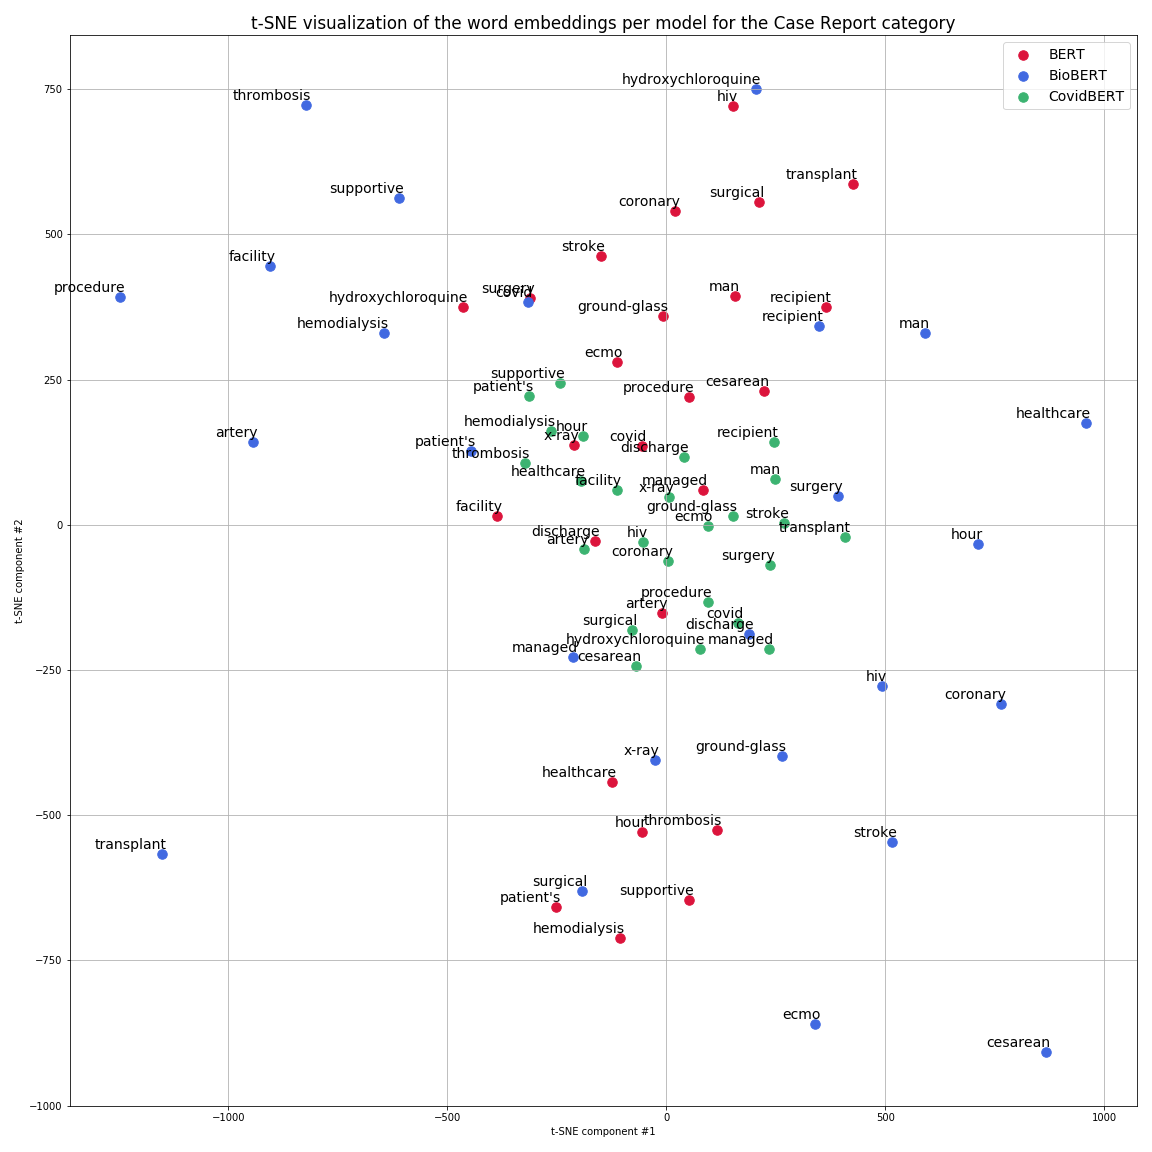 t-SNE visualization of the word embeddings per model for the Case Report category
BERT
BioBERT
CovidBERT
hydroxychloroquine
hiv
thrombosis
transplant
supportive
surgical
coronary
stroke
facility
procedure
surgery
covid
hydroxychloroquine
man
recipient
ground-glass
recipient
man
hemodialysis
ecmo
supportive
patient's
procedure
cesarean
healthcare
hemodialysis
hour
x-ray
covid
discharge
recipient
artery
patient's
thrombosis
healthcare
facility
managed
x-ray
man
surgery
facility
ground-glass
ecmo
stroke
transplant
hour
discharge
artery
hiv
coronary
surgery
procedure
artery
covid
discharge
surgical
hydroxychloroquine
managed
managed
cesarean
hiv
coronary
x-ray
ground-glass
healthcare
hour
thrombosis
stroke
transplant
surgical
patient's
supportive
hemodialysis
ecmo
cesarean
750
500
250
0
−250
−500
−750
−1000
−1000
−500
0
500
1000
t-SNE component #1
t-SNE component #2